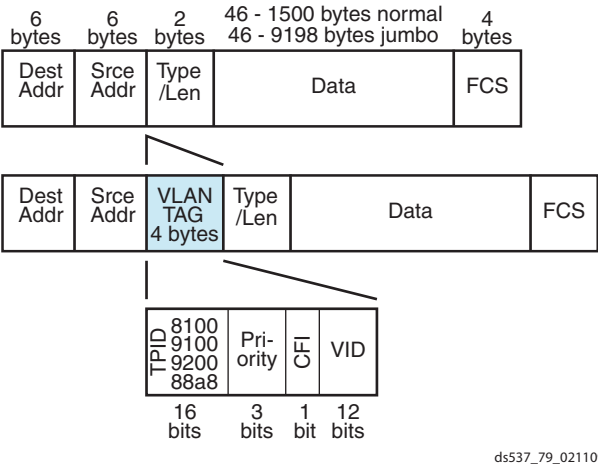 6 bytes
6 bytes
2 bytes
46 - 1500 bytes normal
46 - 9198 bytes jumbo
4 bytes
Dest Addr
Srce Addr
Type /Len
Data
FCS
Dest Addr
Srce Addr
VLAN TAG 4 bytes
Type /Len
Data
FCS
TPID
8100
9100
9200
88a8
Pri-
ority
CFI
VID
16 bits
3 bits
1 bit
12 bits
ds537_79_02110